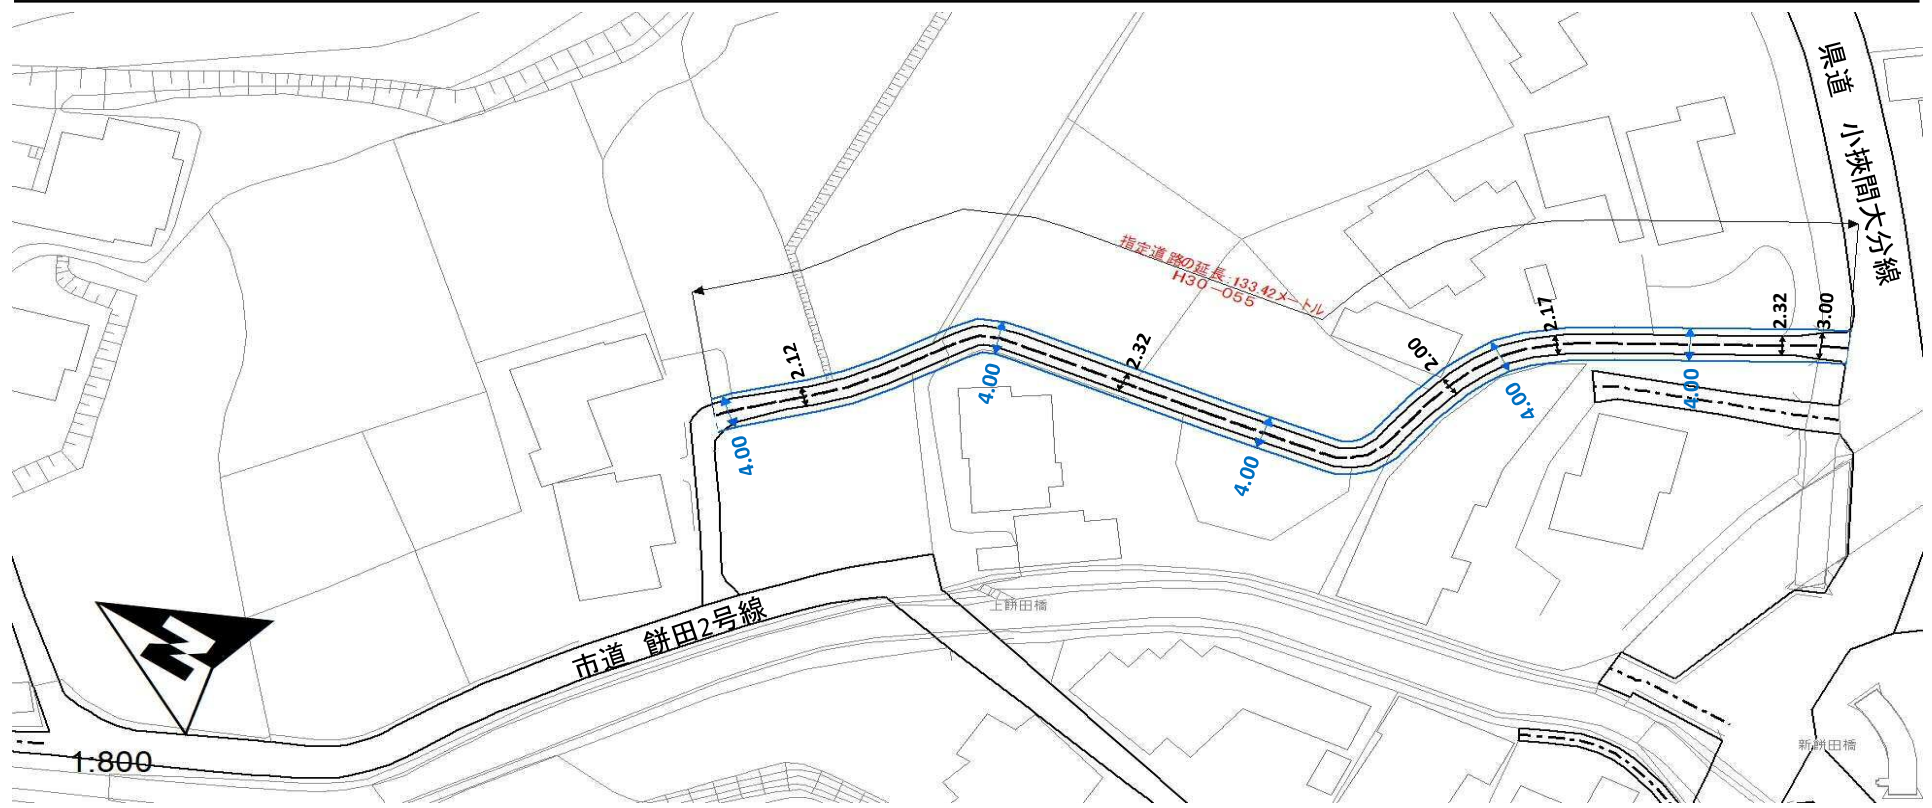 県道 小挾間大分線
指定道路の延長:133.42メートル
H30-055
2.12
2.32
2.00
2.17
2.32
3.00
4.00
4.00
4.00
4.00
4.00
市道 餅田2号線
上餅田橋
新餅田橋
N
1:800